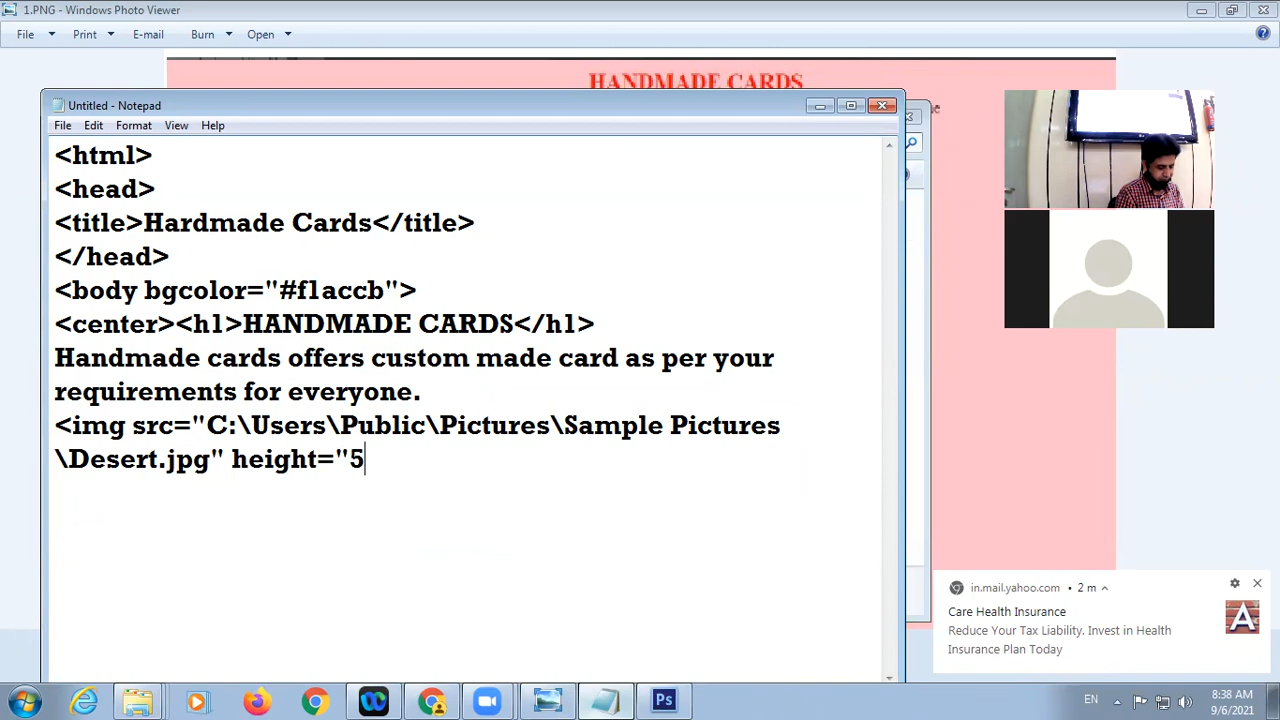 1.PNG - Windows Photo Viewer
File Print E-mail Burn Open
HANDMADE CARDS
Untitled - Notepad
File Edit Format View Help
<html>
<head>
<title>Hardmade Cards</title>
</head>
<body bgcolor="#f1accb">
<center><h1>HANDMADE CARDS</h1>
Handmade cards offers custom made card as per your
requirements for everyone.
<img src="C:\Users\Public\Pictures\Sample Pictures
\Desert.jpg" height="5
in.mail.yahoo.com • 2 m
Care Health Insurance
Reduce Your Tax Liability. Invest in Health
Insurance Plan Today
A
Ps
EN
8:38 AM
9/6/2021